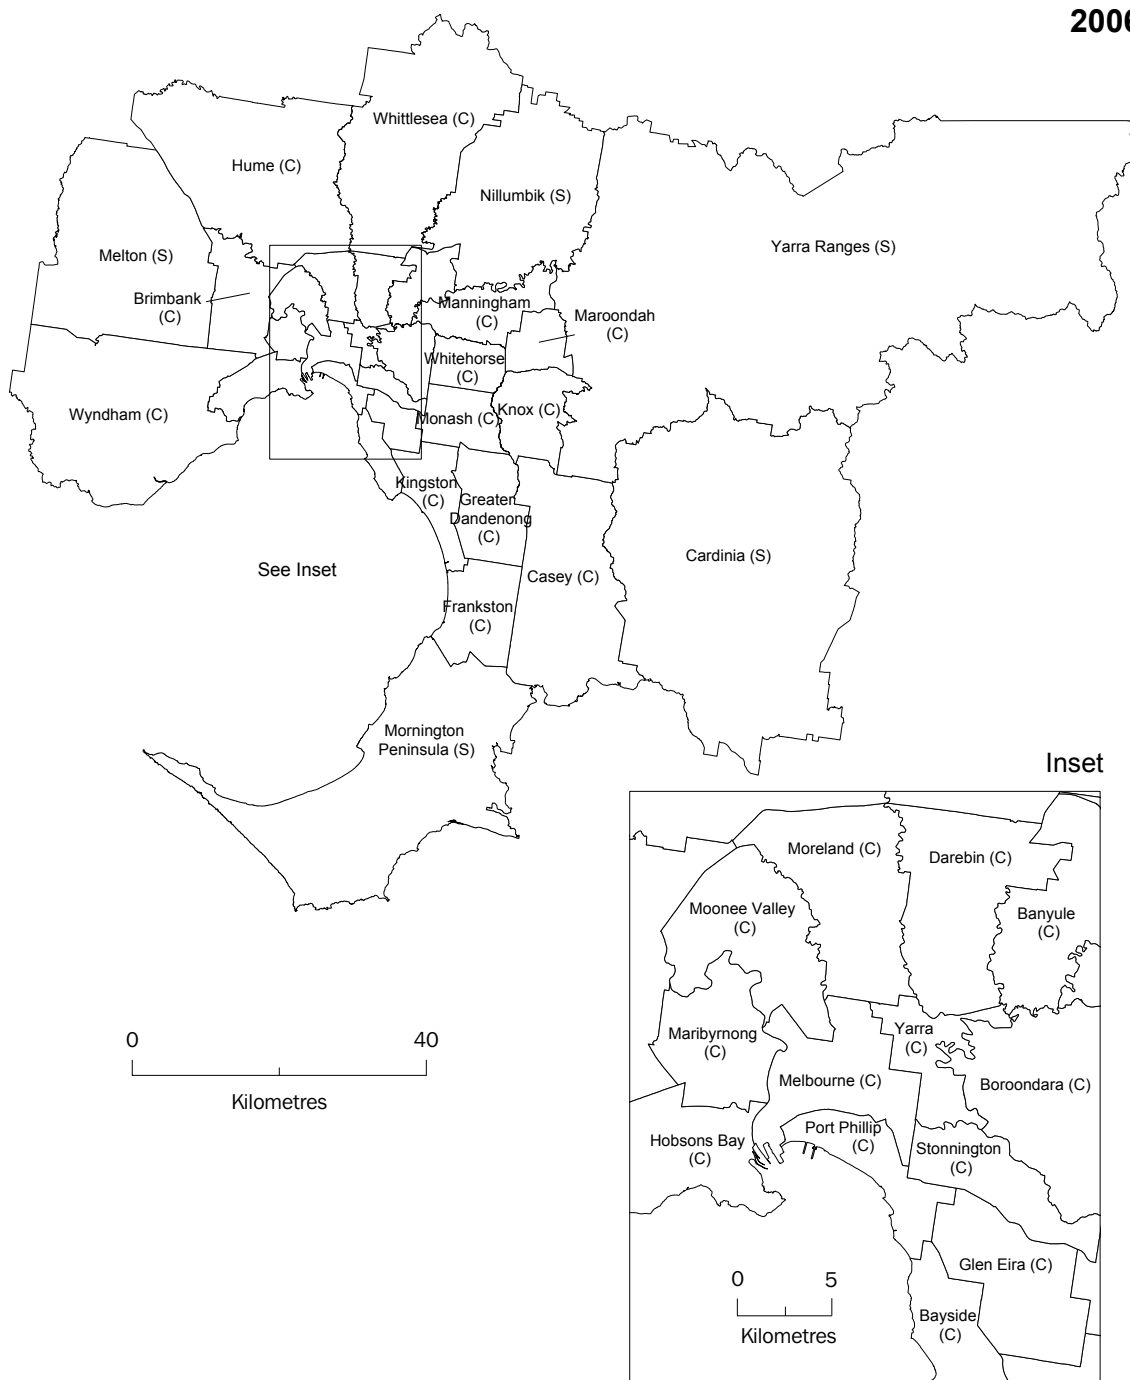 2006
Whittlesea (C)
Hume (C)
Nillumbik (S)
Yarra Ranges (S)
Melton (S)
Brimbank
(C)
Manningham
(C)
Maroondah
(C)
Whitehorse
(C)
Wyndham (C)
Monash (C)
Knox (C)
Kingston
(C)
Greater
Dandenong
(C)
See Inset
Casey (C)
Cardinia (S)
Frankston
(C)
Mornington
Peninsula (S)
0 40
Kilometres
Inset
Moreland (C)
Darebin (C)
Moonee Valley
(C)
Banyule
(C)
Maribyrnong
(C)
Yarra
(C)
Melbourne (C)
Boroondara (C)
Hobsons Bay
(C)
Port Phillip
(C)
Stonnington
(C)
Glen Eira (C)
Bayside
(C)
0 5
Kilometres